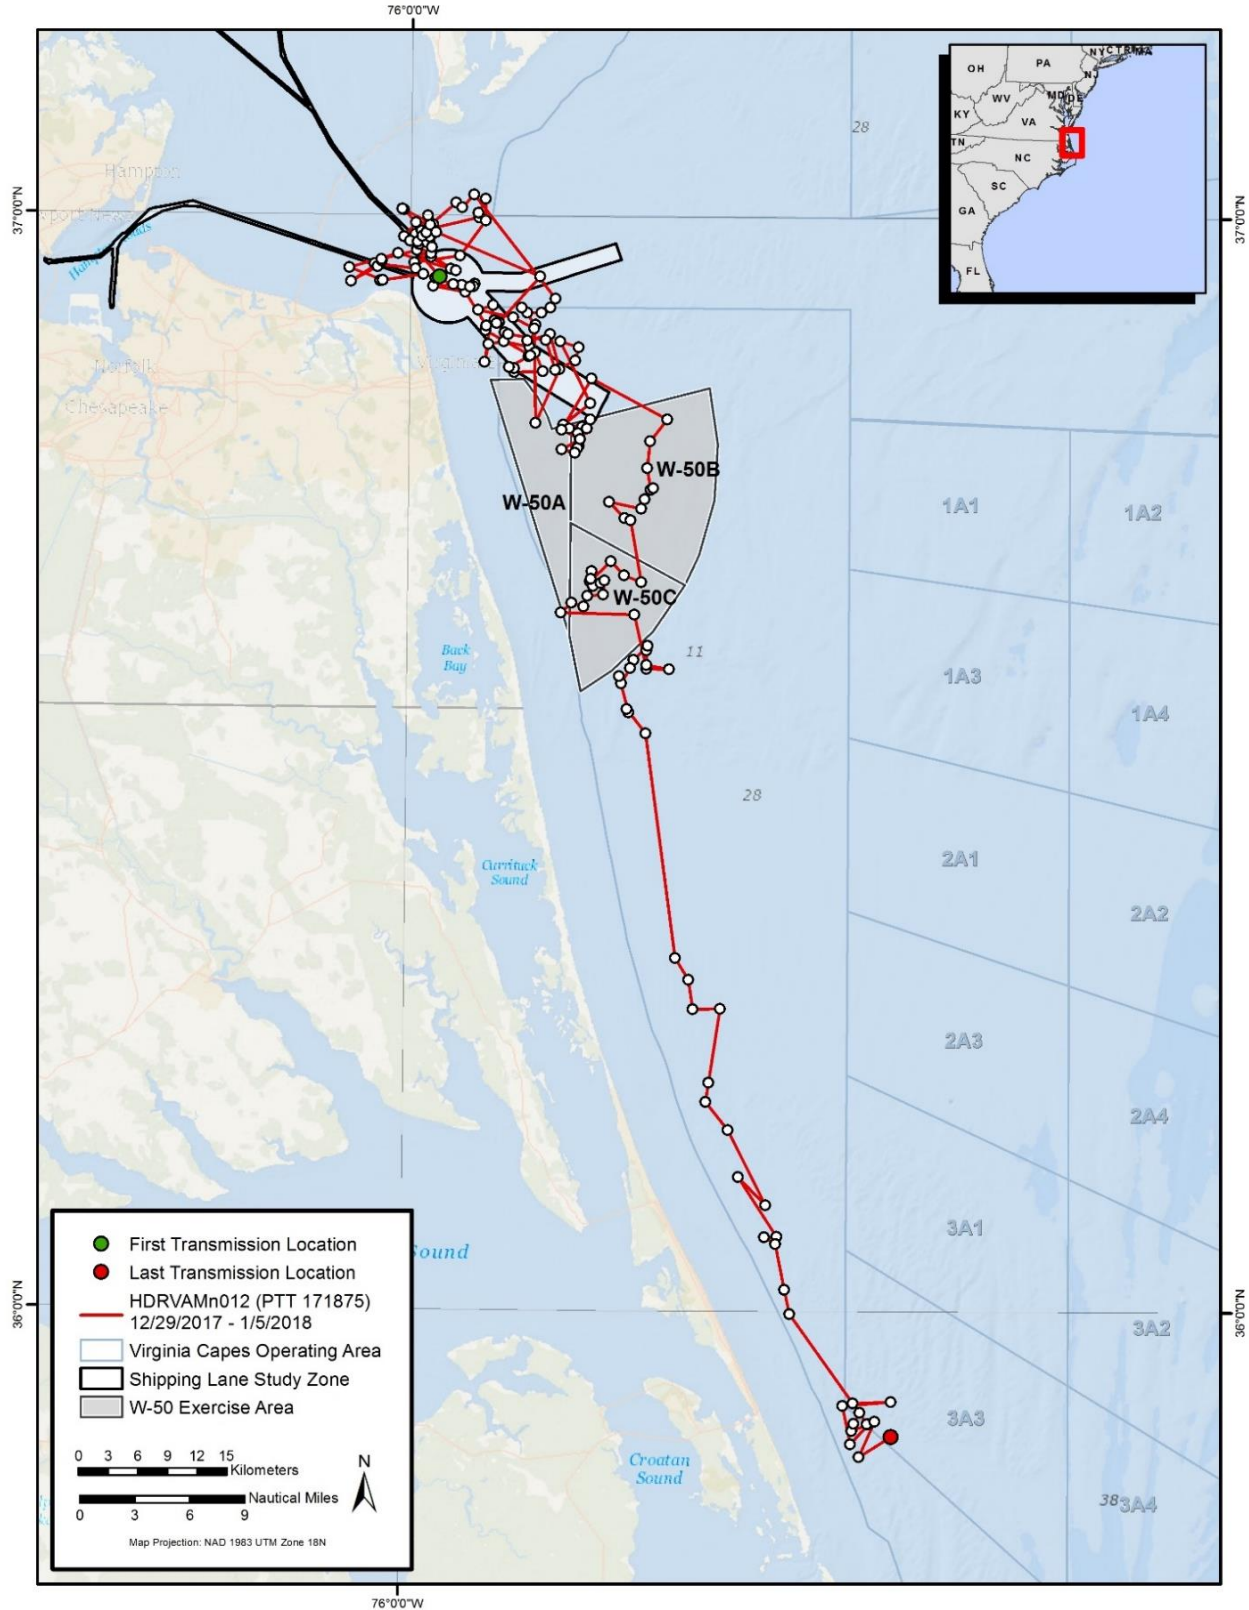 76°0'0"W
NY
CT
RI
MA
PA
OH
NJ
MD
DE
WV
VA
KY
TN
NC
SC
GA
FL
28
37°0'0"N
37°0'0"N
Hampton
Norfolk
Chesapeake
W-50B
W-50A
1A1
1A2
W-50C
Back
Bay
11
1A3
1A4
28
Currituck
Sound
2A1
2A2
2A3
2A4
3A1
Sound
36°0'0"N
36°0'0"N
3A2
3A3
Croatan
Sound
38
3A4
First Transmission Location
Last Transmission Location
HDRVAMn012 (PTT 171875)
12/29/2017 - 1/5/2018
Virginia Capes Operating Area
Shipping Lane Study Zone
W-50 Exercise Area
0 3 6 9 12 15
Kilometers
N
Nautical Miles
0 3 6 9
Map Projection: NAD 1983 UTM Zone 18N
76°0'0"W